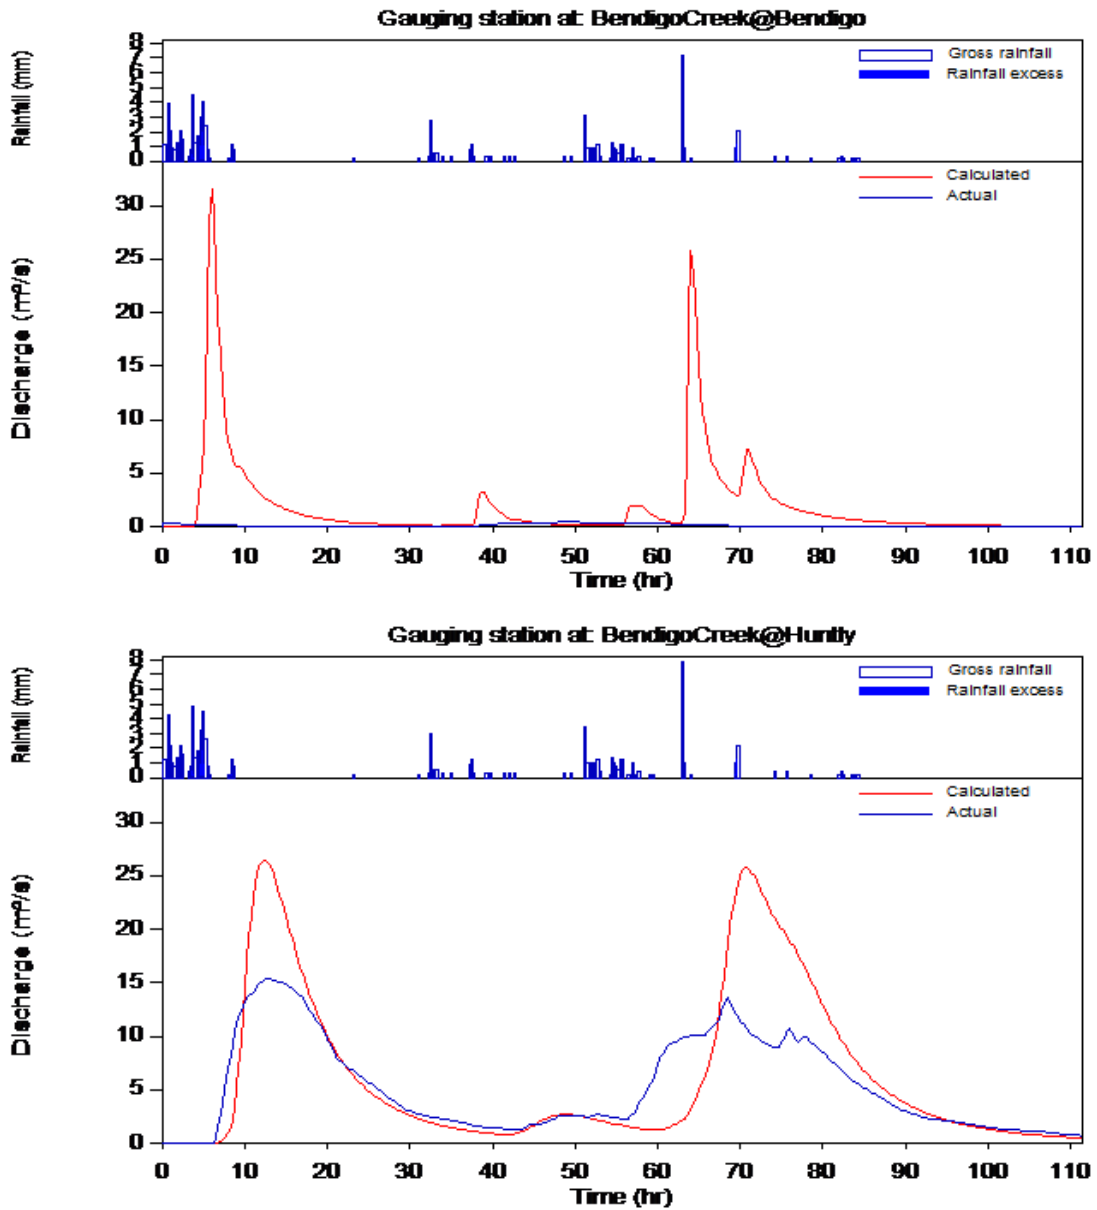 Gauging station at: BendigoCreek@Bendigo
Rainfall (mm)
8
7
6
5
4
3
2
1
0
Gross rainfall
Rainfall excess
Discharge (m³/s)
30
25
20
15
10
5
0
Calculated
Actual
0 10 20 30 40 50 60 70 80 90 100 110
Time (hr)
Gauging station at: BendigoCreek@Huntly
Rainfall (mm)
8
7
6
5
4
3
2
1
0
Gross rainfall
Rainfall excess
Discharge (m³/s)
30
25
20
15
10
5
0
Calculated
Actual
0 10 20 30 40 50 60 70 80 90 100 110
Time (hr)